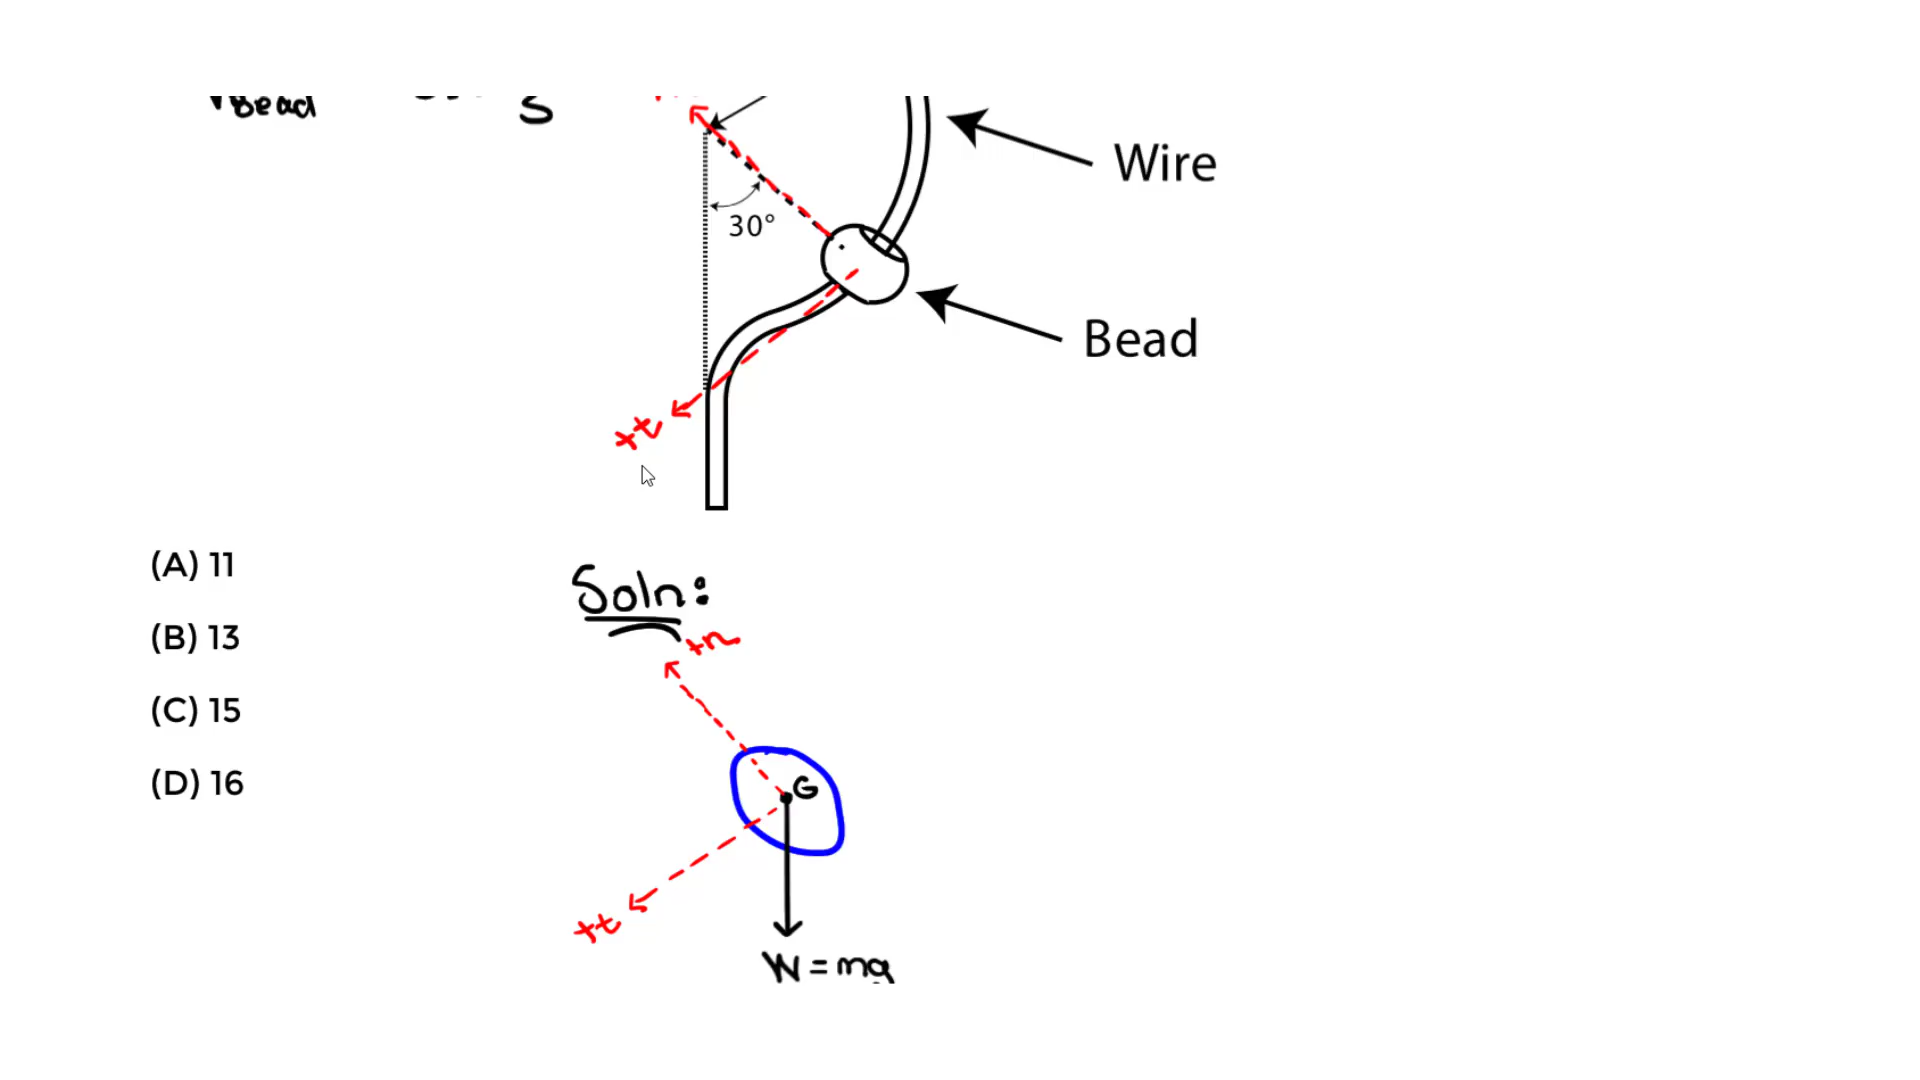 Bead
Wire
30°
Bead
+t
(A) 11
(B) 13
(C) 15
(D) 16
Soln:
+n
G
+t
W = mg